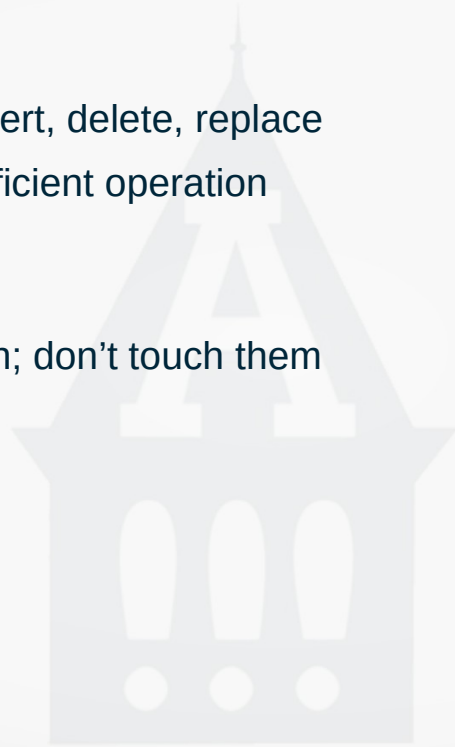 ert, delete, replace
ficient operation
; don’t touch them
A